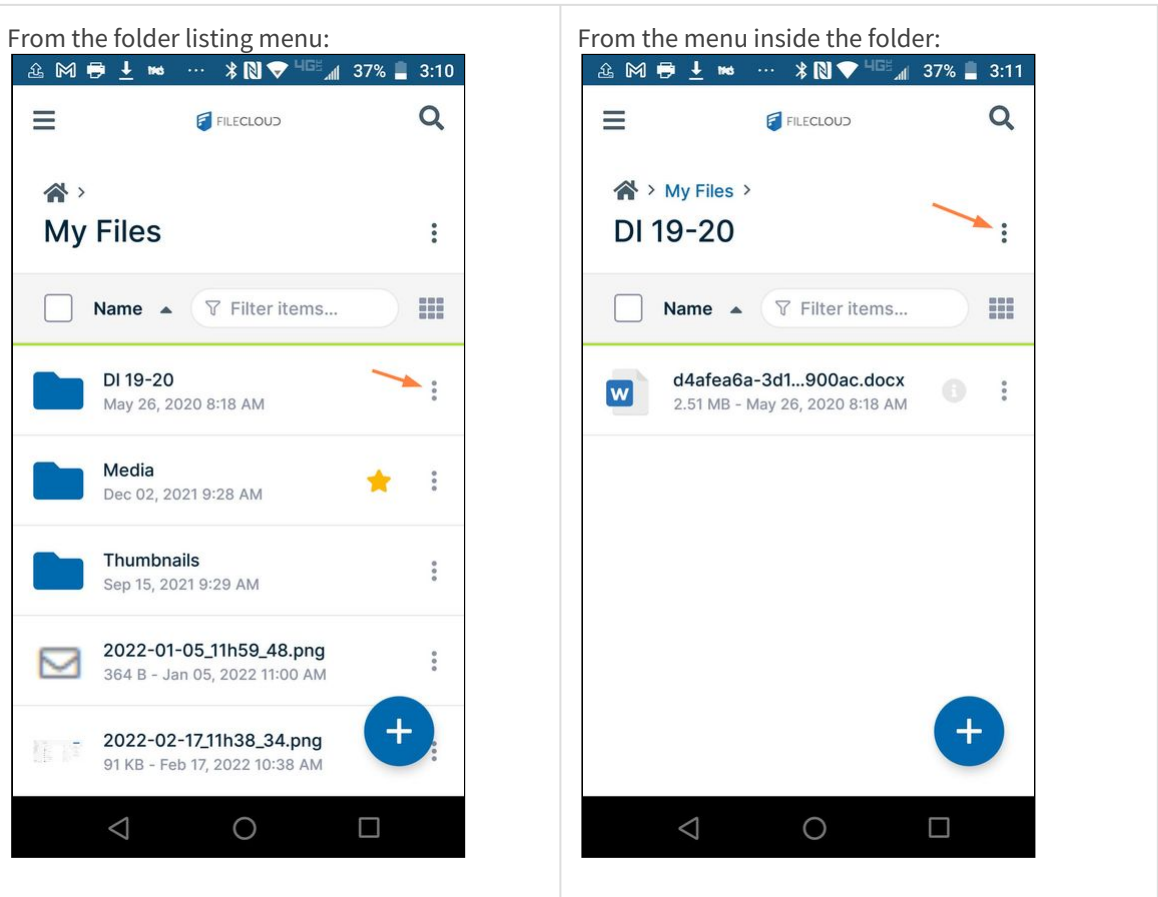 From the folder listing menu:
4GE 37% 3:10
FILECLOUD
>
My Files
Name Filter items...
DI 19-20
May 26, 2020 8:18 AM
Media
Dec 02, 2021 9:28 AM
Thumbnails
Sep 15, 2021 9:29 AM
2022-01-05_11h59_48.png
364 B - Jan 05, 2022 11:00 AM
2022-02-17_11h38_34.png
91 KB - Feb 17, 2022 10:38 AM
From the menu inside the folder:
37% 3:11
FILECLOUD
> My Files >
DI 19-20
Name Filter items...
W d4afea6a-3d1...900ac.docx
2.51 MB - May 26, 2020 8:18 AM